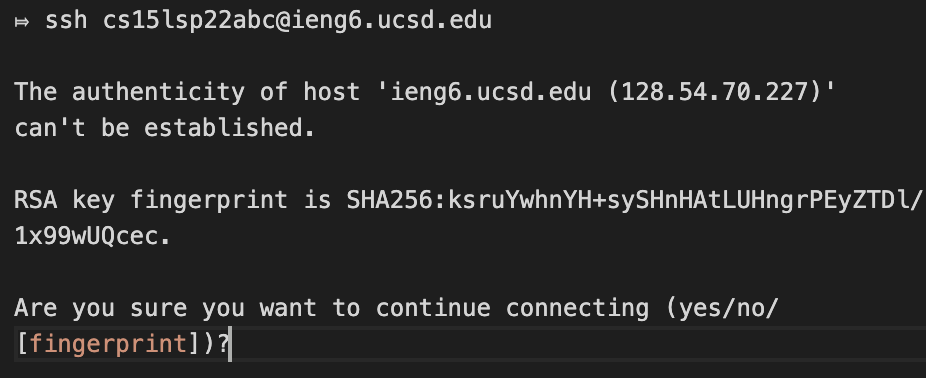 ⤇ ssh cs15lsp22abc@ieng6.ucsd.edu
The authenticity of host 'ieng6.ucsd.edu (128.54.70.227)'
can't be established.
RSA key fingerprint is SHA256:ksruYwhnYH+sySHnHAtLUHngrPEyZTDl/
1x99wUQcec.
Are you sure you want to continue connecting (yes/no/
[fingerprint])?